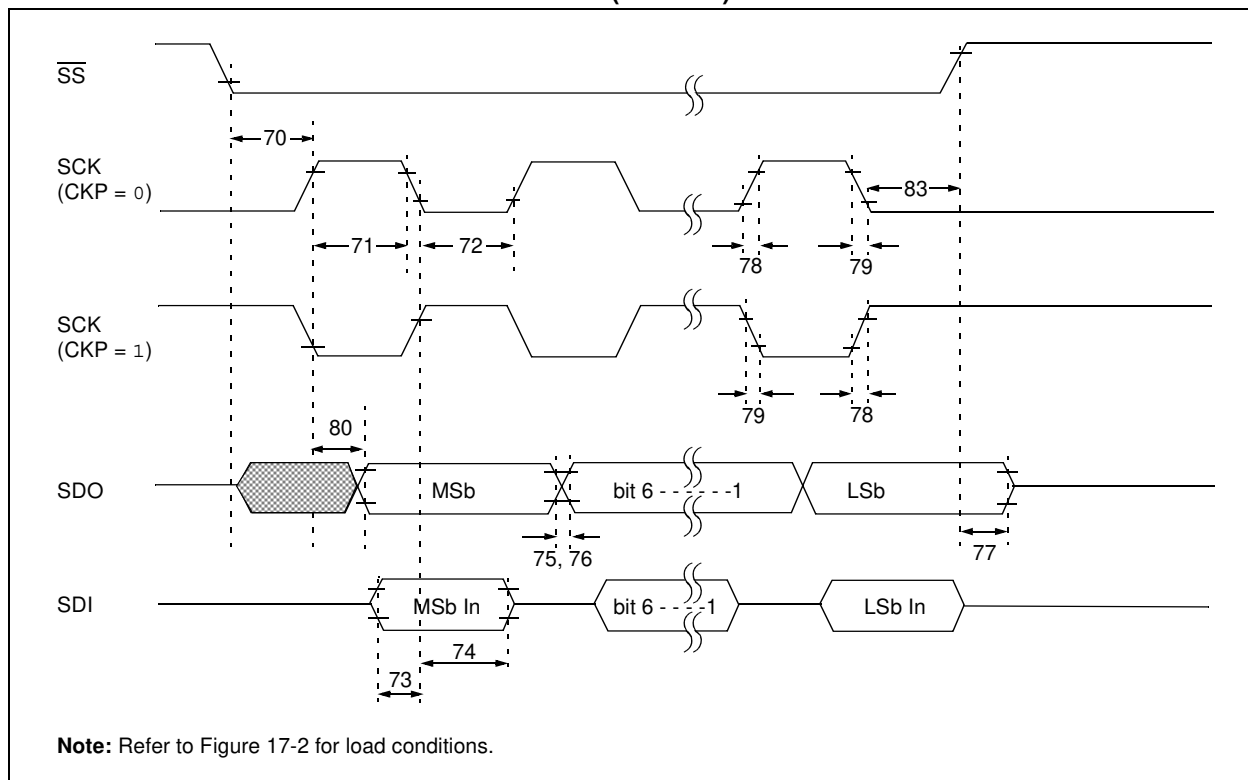 SS
70
SCK
(CKP = 0)
83
71
72
78
79
SCK
(CKP = 1)
79
78
80
SDO
MSb
bit 6 - - - - - -1
LSb
75, 76
77
SDI
MSb In
bit 6 - - - -1
LSb In
74
73
Note: Refer to Figure 17-2 for load conditions.